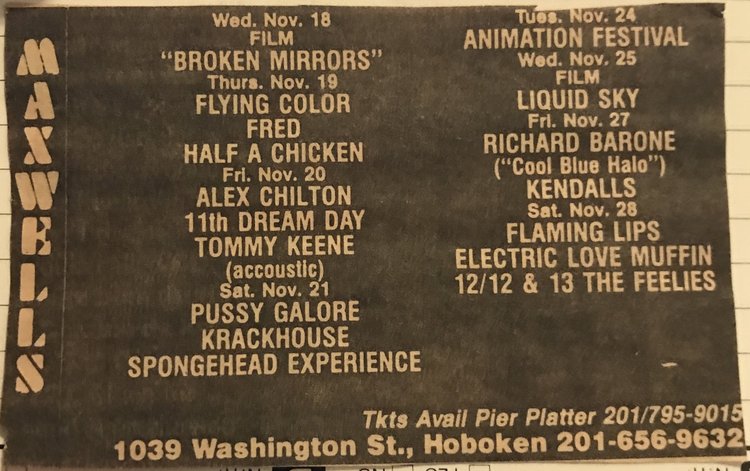 MAXWELLS
Wed. Nov. 18
FILM
"BROKEN MIRRORS"
Thurs. Nov. 19
FLYING COLOR
FRED
HALF A CHICKEN
Fri. Nov. 20
ALEX CHILTON
11th DREAM DAY
TOMMY KEENE
(accoustic)
Sat. Nov. 21
PUSSY GALORE
KRACKHOUSE
SPONGEHEAD EXPERIENCE
Tues. Nov. 24
ANIMATION FESTIVAL
Wed. Nov. 25
FILM
LIQUID SKY
Fri. Nov. 27
RICHARD BARONE
("Cool Blue Halo")
KENDALLS
Sat. Nov. 28
FLAMING LIPS
ELECTRIC LOVE MUFFIN
12/12 & 13 THE FEELIES
Tkts Avail Pier Platter 201/795-9015
1039 Washington St., Hoboken 201-656-9632